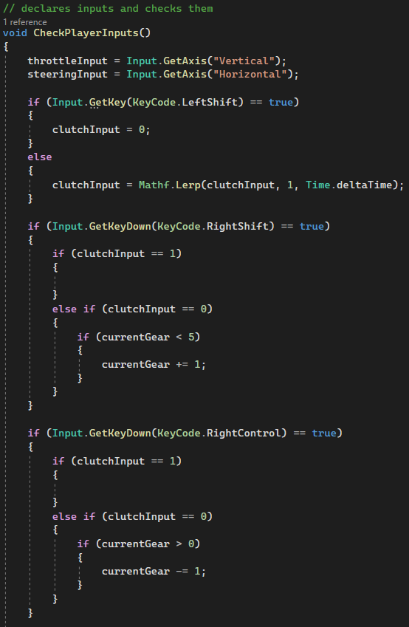 // declares inputs and checks them
1 reference
void CheckPlayerInputs()
{
throttleInput = Input.GetAxis("Vertical");
steeringInput = Input.GetAxis("Horizontal");
if (Input.GetKey(KeyCode.LeftShift) == true)
{
clutchInput = 0;
}
else
{
clutchInput = Mathf.Lerp(clutchInput, 1, Time.deltaTime);
}
if (Input.GetKeyDown(KeyCode.RightShift) == true)
{
if (clutchInput == 1)
{
}
else if (clutchInput == 0)
{
if (currentGear < 5)
{
currentGear += 1;
}
}
}
if (Input.GetKeyDown(KeyCode.RightControl) == true)
{
if (clutchInput == 1)
{
}
else if (clutchInput == 0)
{
if (currentGear > 0)
{
currentGear -= 1;
}
}
}